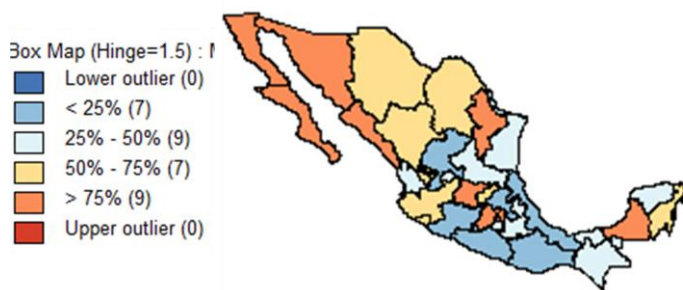 Box Map (Hinge=1.5) :
Lower outlier (0)
< 25% (7)
25% - 50% (9)
50% - 75% (7)
> 75% (9)
Upper outlier (0)